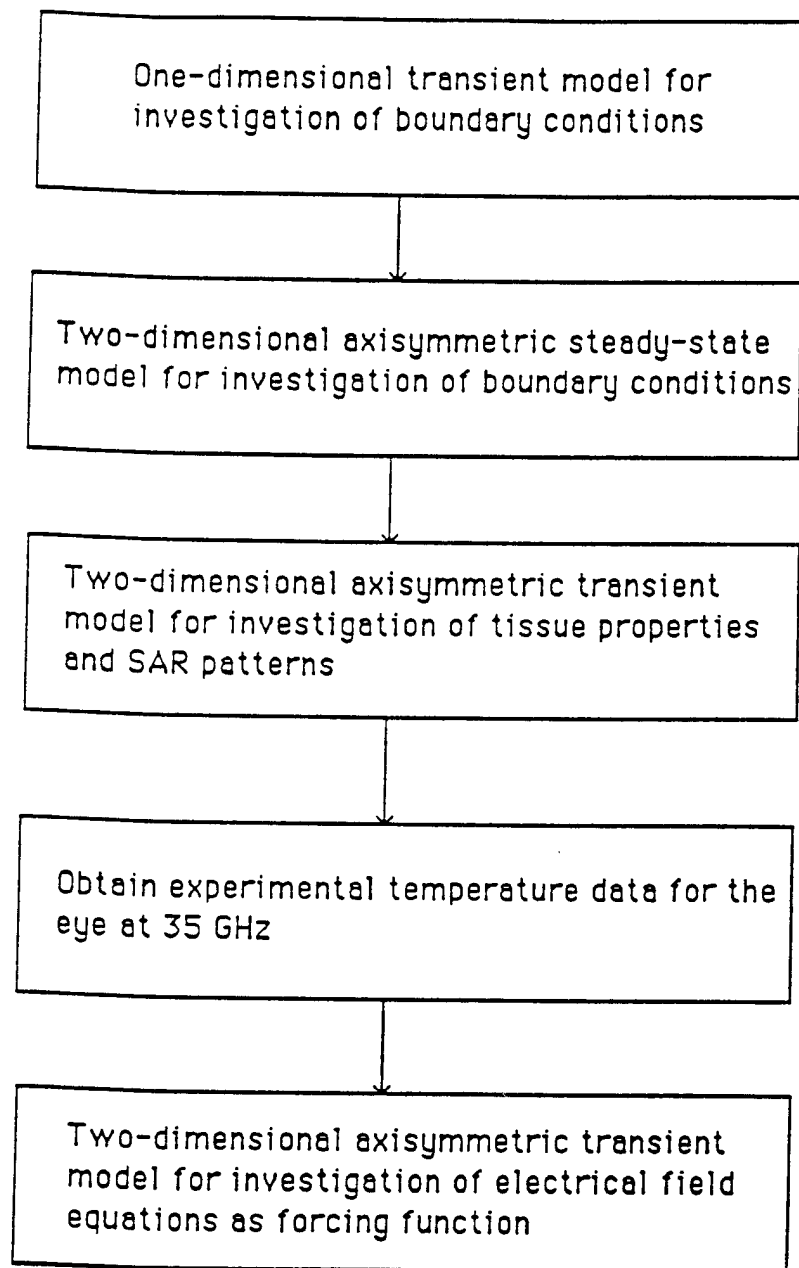 One-dimensional transient model for
investigation of boundary conditions
Two-dimensional axisymmetric steady-state
model for investigation of boundary conditions
Two-dimensional axisymmetric transient
model for investigation of tissue properties
and SAR patterns
Obtain experimental temperature data for the
eye at 35 GHz
Two-dimensional axisymmetric transient
model for investigation of electrical field
equations as forcing function